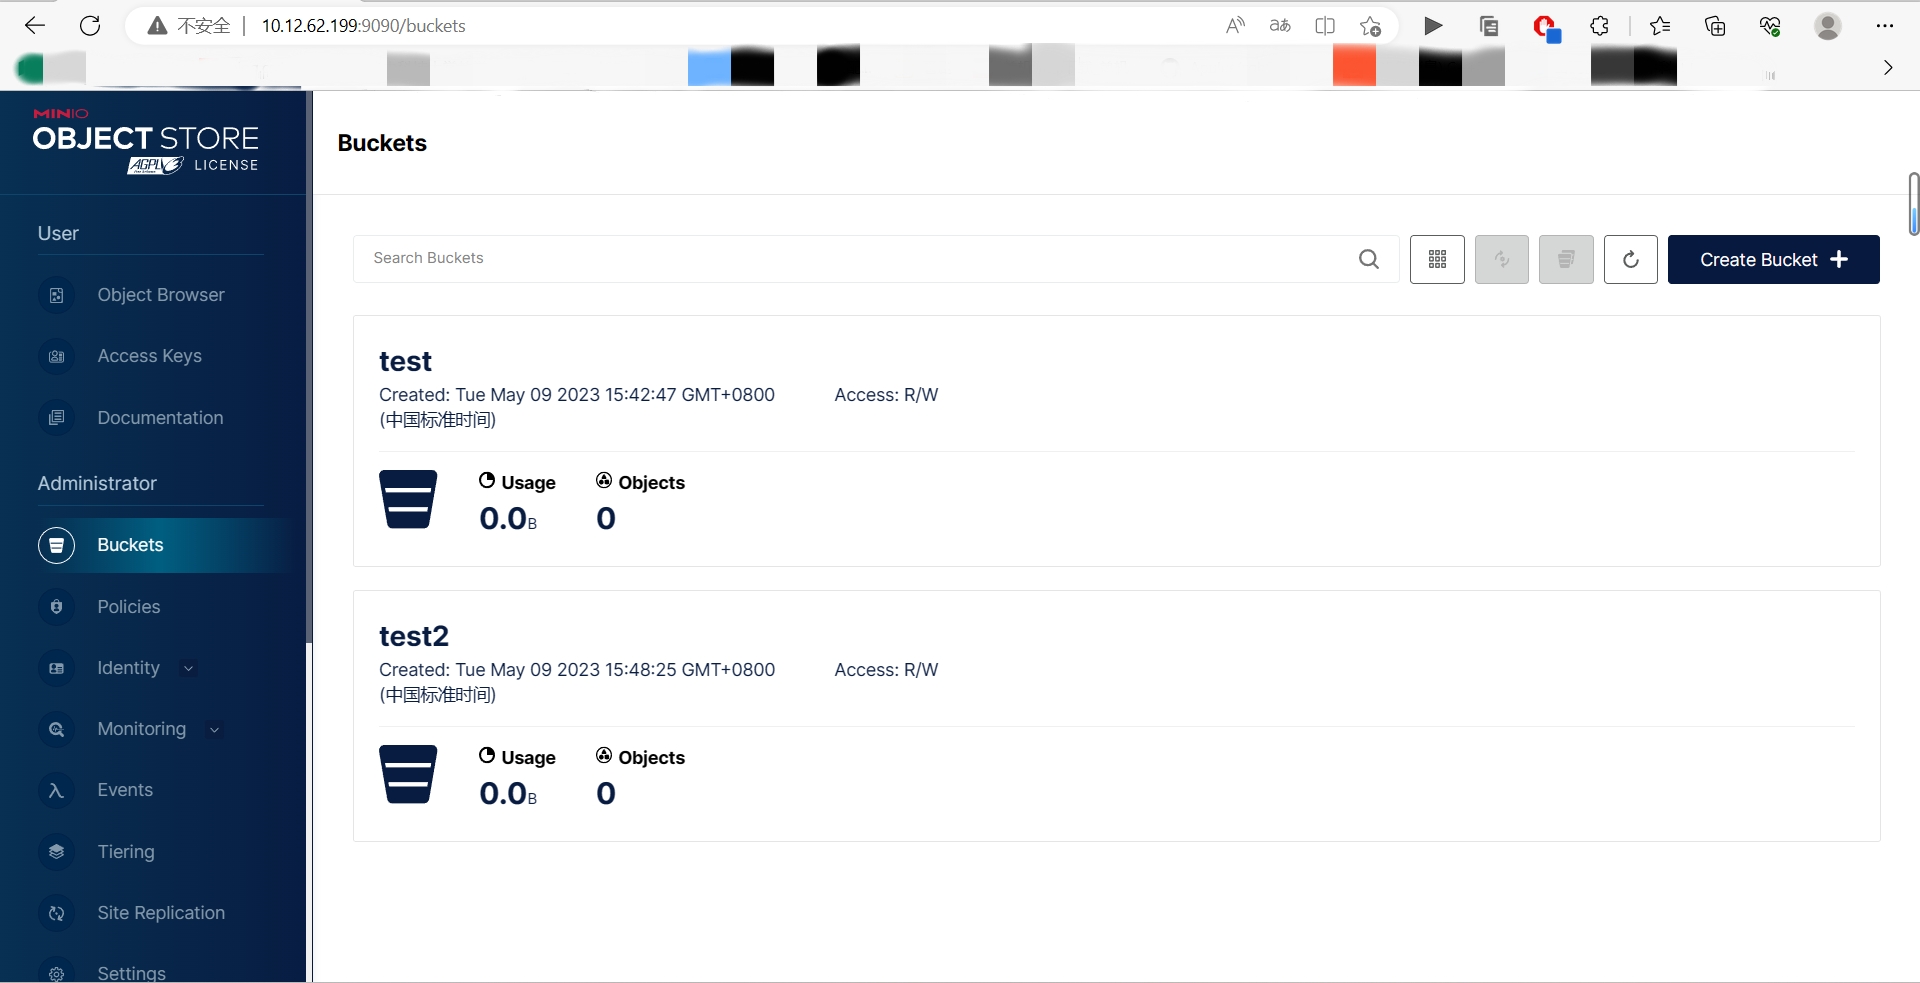 不安全 | 10.12.62.199:9090/buckets
MINIO
OBJECT STORE
AGPLv3 LICENSE
Buckets
User
Search Buckets
Create Bucket
Object Browser
test
Access Keys
Created: Tue May 09 2023 15:42:47 GMT+0800
(中国标准时间)
Access: R/W
Documentation
Usage
Objects
Administrator
0.0B
0
Buckets
Policies
test2
Identity
Created: Tue May 09 2023 15:48:25 GMT+0800
(中国标准时间)
Access: R/W
Monitoring
Usage
Objects
Events
0.0B
0
Tiering
Site Replication
Settings